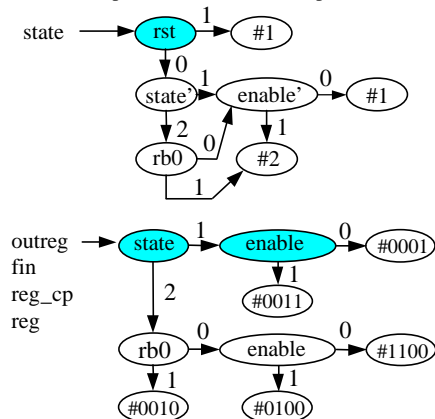 state rst 1 #1
0
state' 1 enable' 0 #1
2 0 1
rb0 #2
1
outreg state 1 enable 0 #0001
fin 1
reg_cp 2 #0011
reg
rb0 0 enable 0 #1100
1 1
#0010 #0100